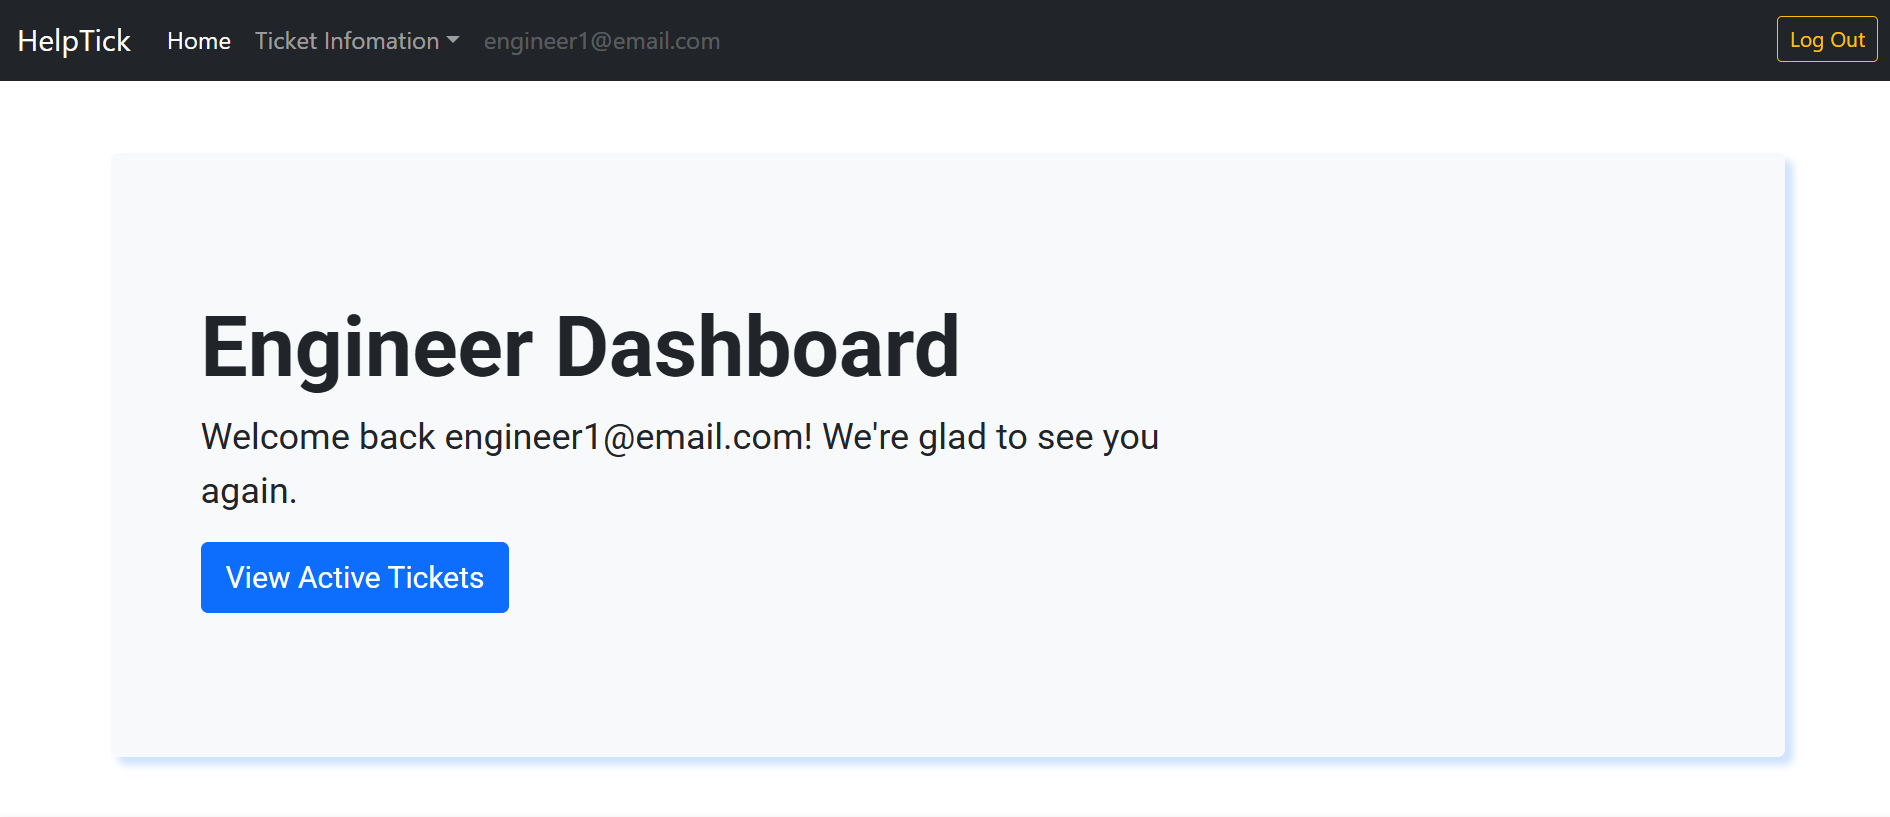 HelpTick Home Ticket Infomation engineer1@email.com Log Out
Engineer Dashboard
Welcome back engineer1@email.com! We're glad to see you
again.
View Active Tickets